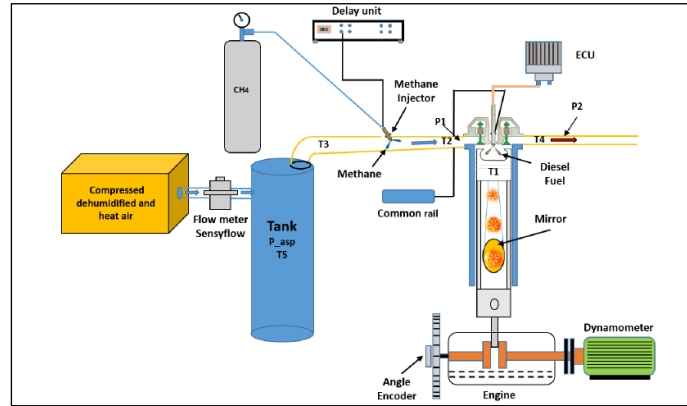 Delay unit
ECU
CH4
Methane
Injector
P1
P2
T3
T2
T4
Methane
Diesel
Fuel
T1
Compressed
dehumidified and
heat air
Flow meter
Sensyflow
Tank
P_asp
T5
Common rail
Mirror
Dynamometer
Angle
Encoder
Engine